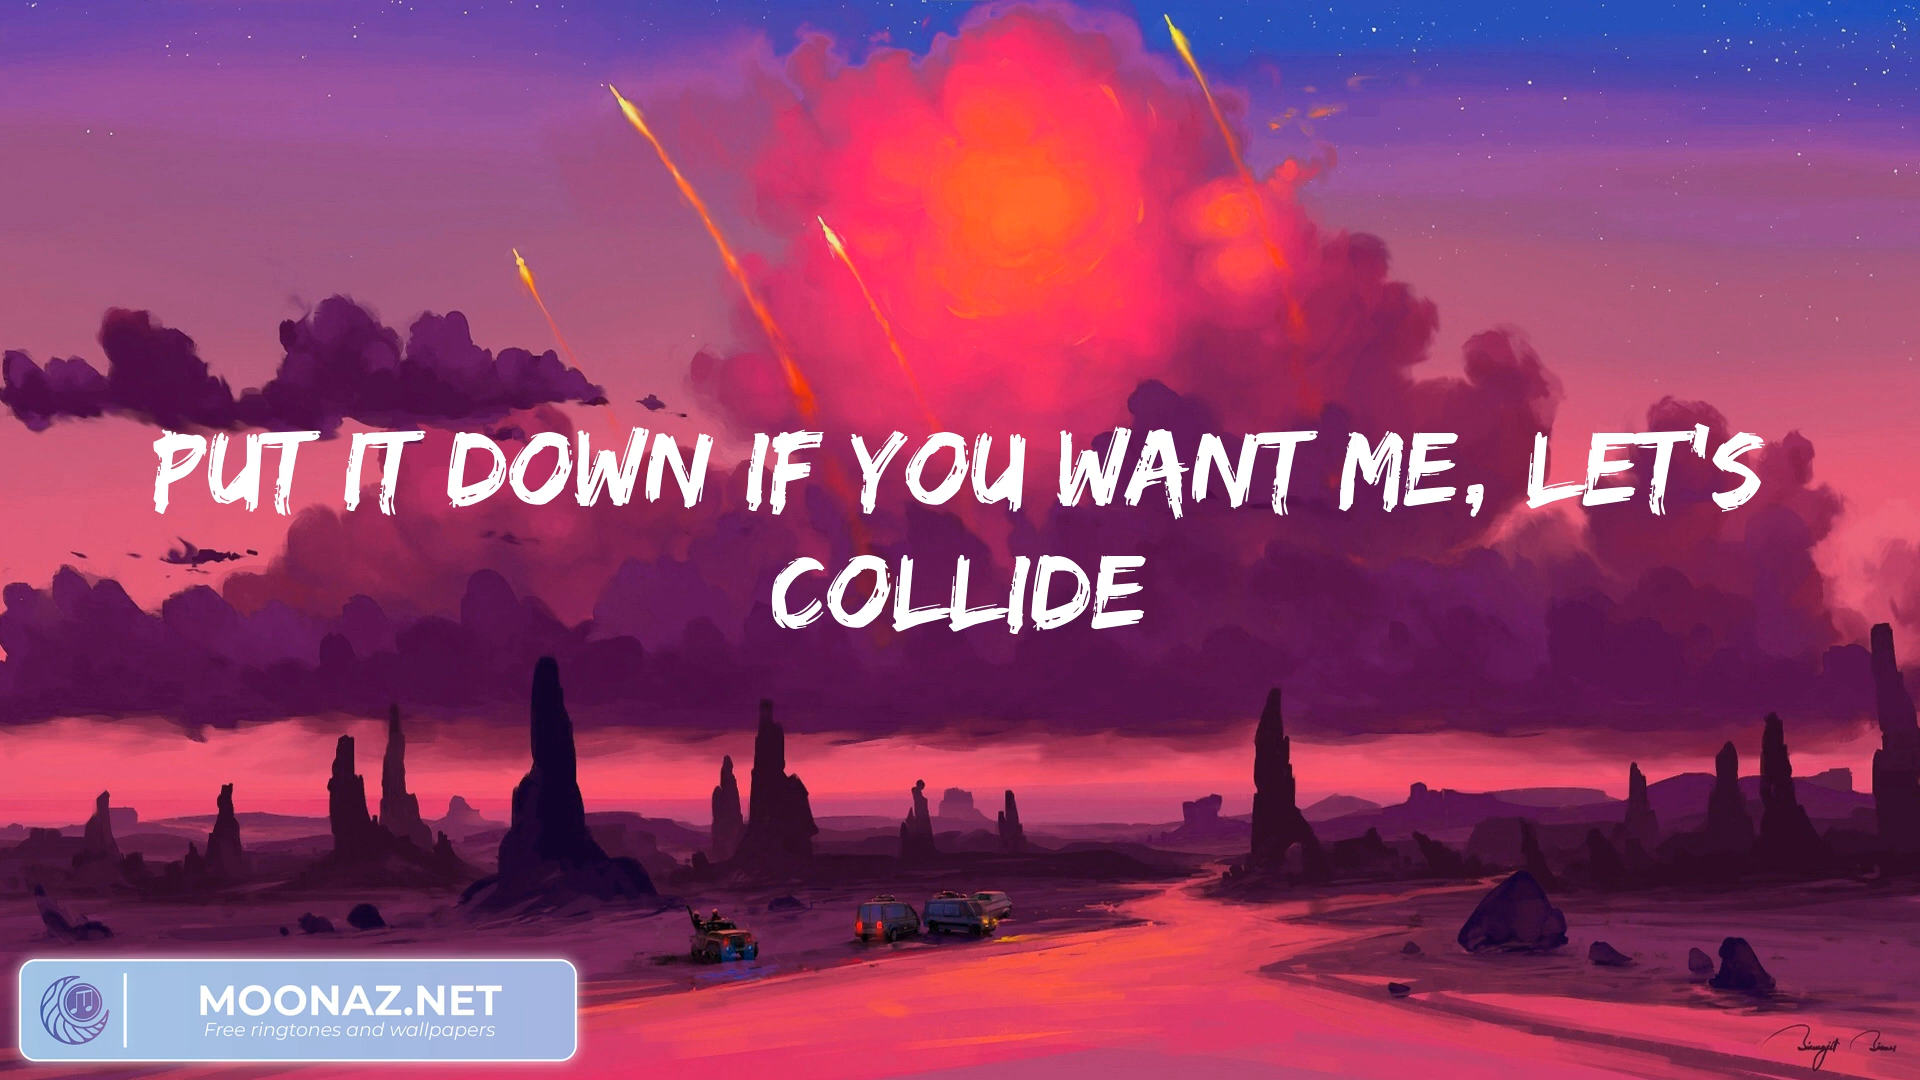 PUT IT DOWN IF YOU WANT ME, LET'S
COLLIDE
MOONAZ.NET
Free ringtones and wallpapers